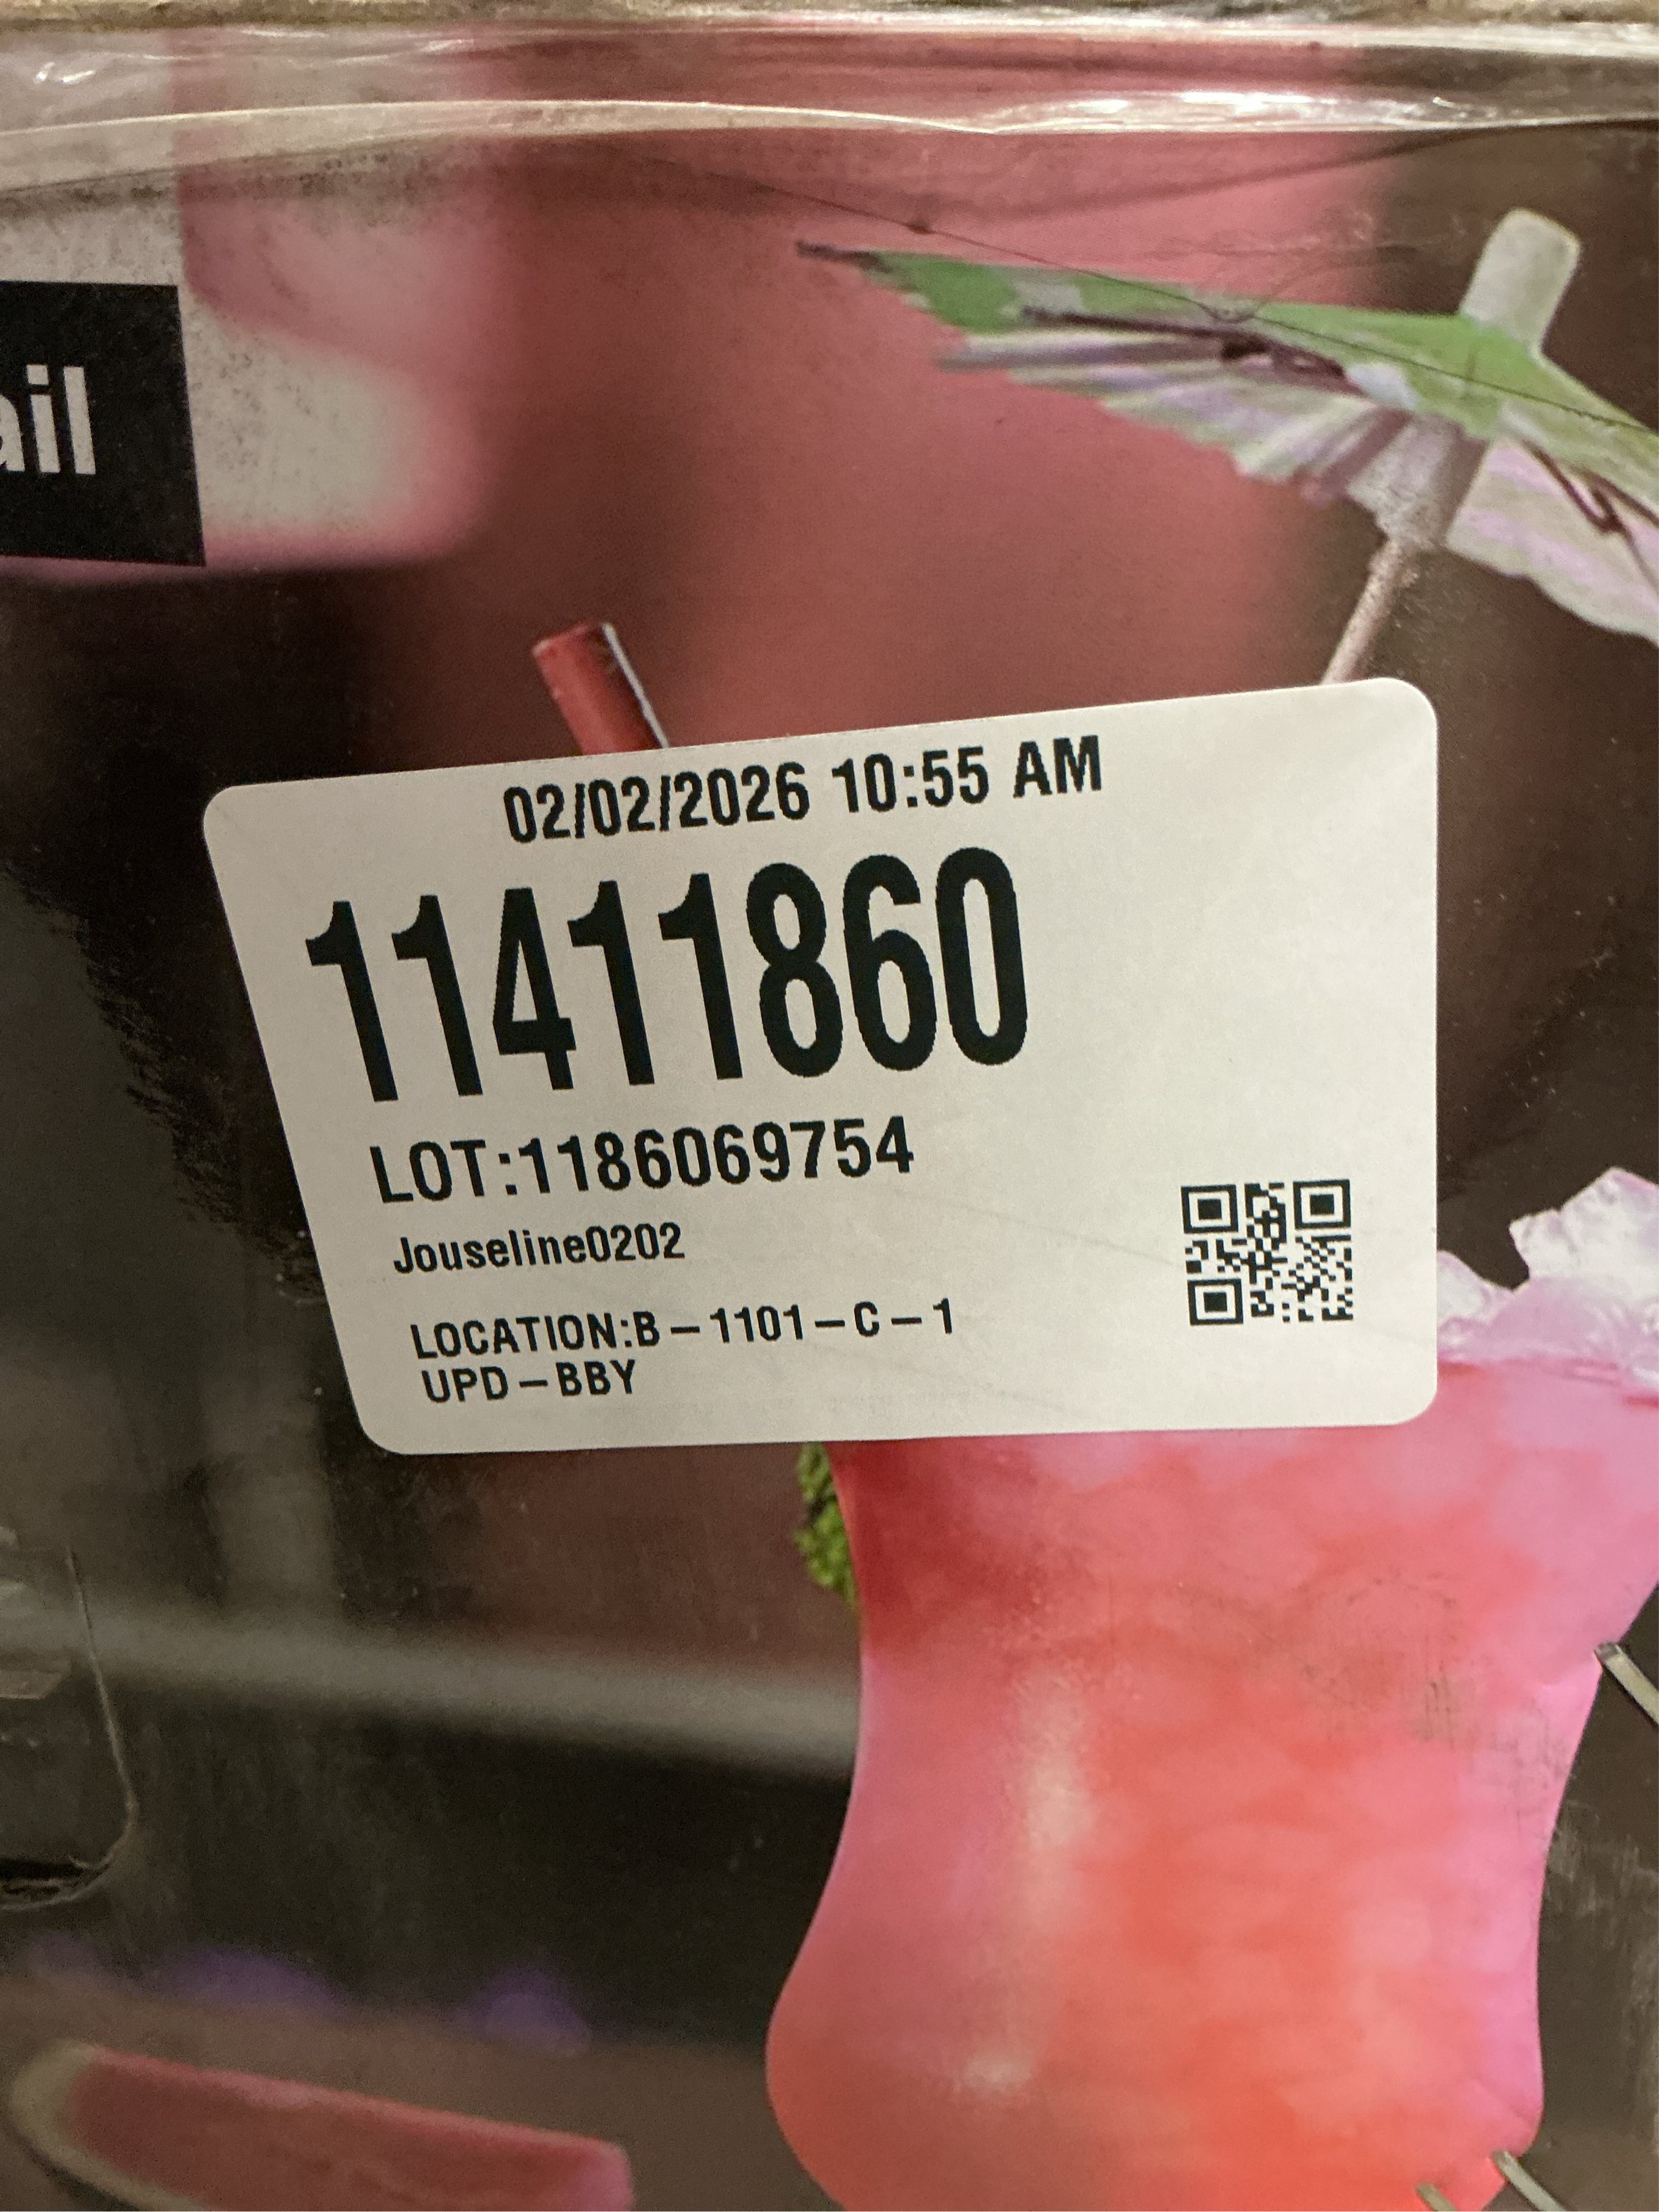 ail
02/02/2026 10:55 AM
11411860
LOT:1186069754
Jouseline0202
LOCATION:B-1101-C-1
UPD-BBY